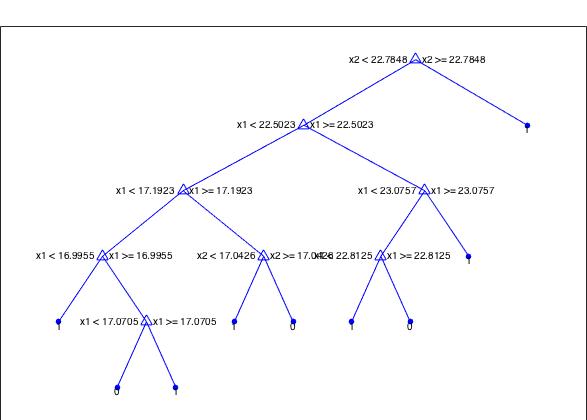 x2 < 22.7848 x2 >= 22.7848
x1 < 22.5023 x1 >= 22.5023
1
x1 < 17.1923 x1 >= 17.1923 x1 < 23.0757 x1 >= 23.0757
x1 < 16.9955 x1 >= 16.9955 x2 < 17.0426 x2 >= 17.0426 x1 < 22.8125 x1 >= 22.8125
1
1 x1 < 17.0705 x1 >= 17.0705 1 0 1 0
0 1